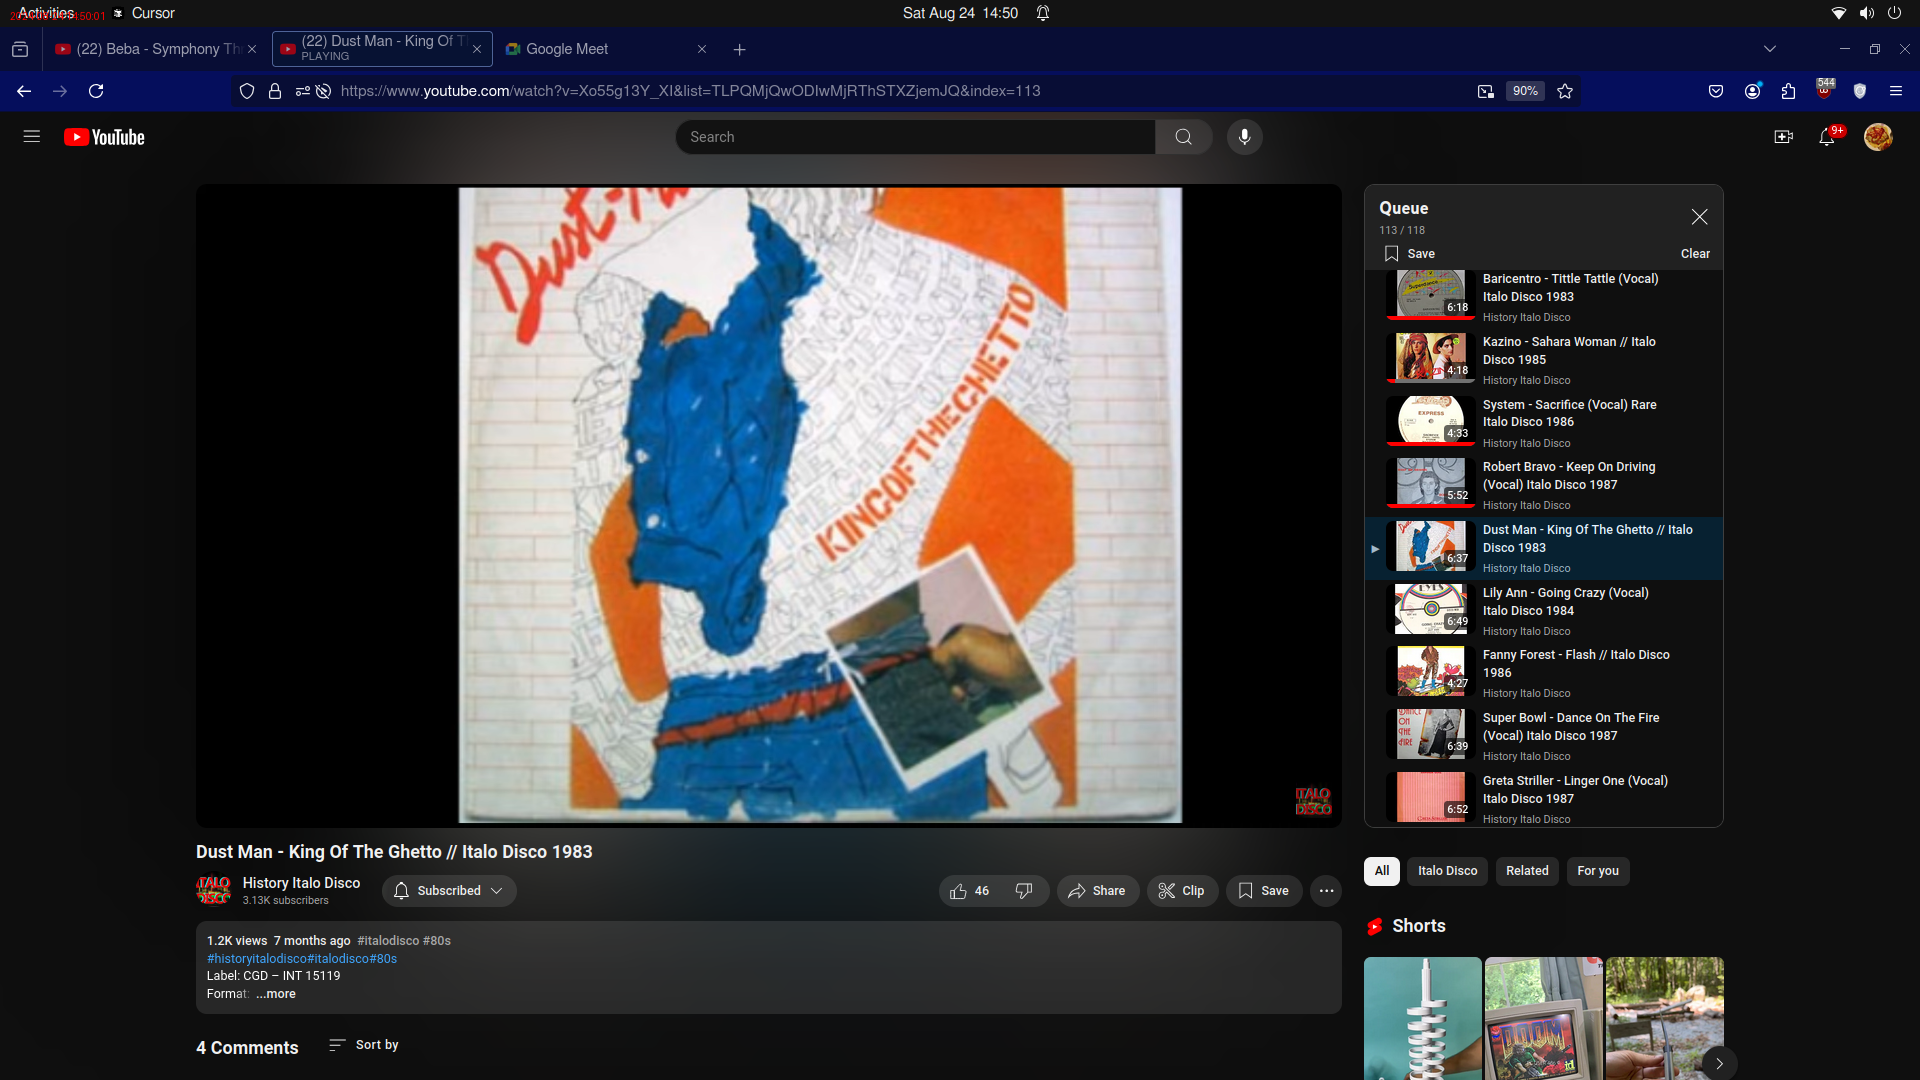 Activities
Cursor
Sat Aug 24 14:50
(22) Beba - Symphony Th
(22) Dust Man - King Of T
PLAYING
Google Meet
https://www.youtube.com/watch?v=Xo55g13Y_XI&list=TLPQMjQwODIwMjRThSTXZjemJQ&index=113
90%
544
YouTube
Search
9+
Dust-
KINGOFTHEGHETTO
ITALO
DISCO
Queue
113 / 118
Save
Clear
Baricentro - Tittle Tattle (Vocal)
Italo Disco 1983
History Italo Disco
6:18
Kazino - Sahara Woman // Italo
Disco 1985
History Italo Disco
4:18
System - Sacrifice (Vocal) Rare
Italo Disco 1986
History Italo Disco
EXPRESS
4:33
Robert Bravo - Keep On Driving
(Vocal) Italo Disco 1987
History Italo Disco
5:52
Dust Man - King Of The Ghetto // Italo
Disco 1983
History Italo Disco
6:37
Lily Ann - Going Crazy (Vocal)
Italo Disco 1984
History Italo Disco
6:49
Fanny Forest - Flash // Italo Disco
1986
History Italo Disco
4:27
Super Bowl - Dance On The Fire
(Vocal) Italo Disco 1987
History Italo Disco
DANCE
ON
THE
FIRE
6:39
Greta Striller - Linger One (Vocal)
Italo Disco 1987
History Italo Disco
6:52
Dust Man - King Of The Ghetto // Italo Disco 1983
ITALO
DISCO
History Italo Disco
3.13K subscribers
Subscribed
46
Share
Clip
Save
1.2K views 7 months ago #italodisco #80s
#historyitalodisco#italodisco#80s
Label: CGD – INT 15119
Format: ...more
4 Comments
Sort by
All
Italo Disco
Related
For you
Shorts
DOOM
id